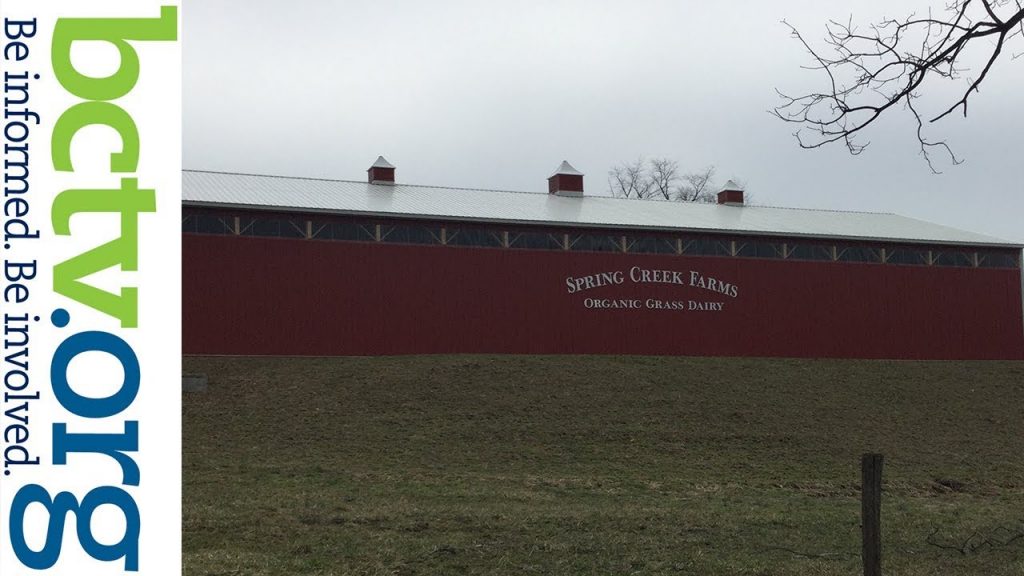 bctv.org
Be informed. Be involved.
SPRING CREEK FARMS
ORGANIC GRASS DAIRY